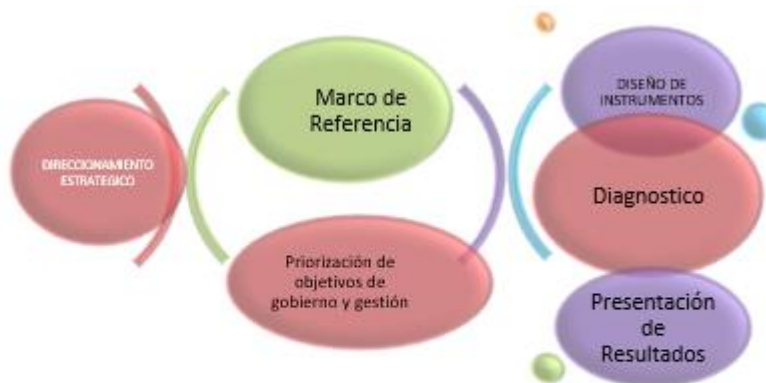 DIRECCIONAMIENTO
ESTRATEGICO
Marco de
Referencia
Priorización de
objetivos de
gobierno y gestión
DISEÑO DE
INSTRUMENTOS
Diagnostico
Presentación
de
Resultados